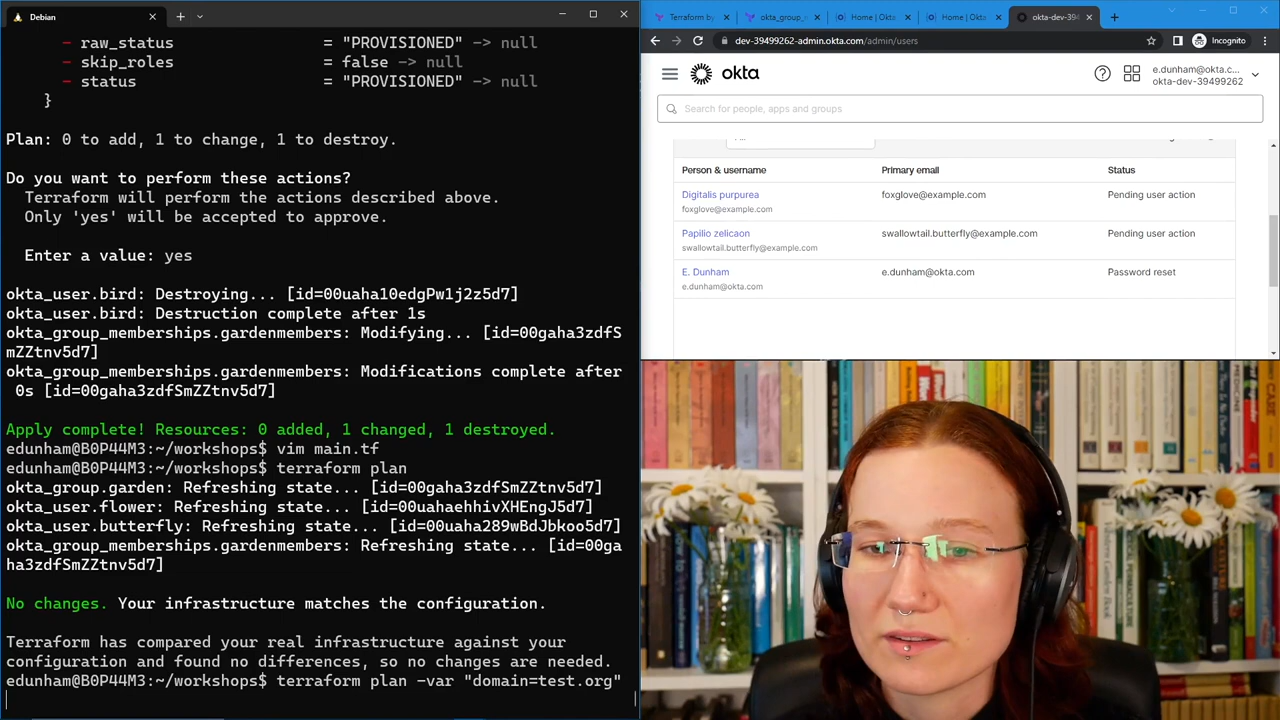 Debian
- raw_status = "PROVISIONED" -> null
- skip_roles = false -> null
- status = "PROVISIONED" -> null
}
Plan: 0 to add, 1 to change, 1 to destroy.
Do you want to perform these actions?
Terraform will perform the actions described above.
Only 'yes' will be accepted to approve.
Enter a value: yes
okta_user.bird: Destroying... [id=00uaha10edgPw1j2z5d7]
okta_user.bird: Destruction complete after 1s
okta_group_memberships.gardenmembers: Modifying... [id=00gaha3zdfS
mZZtnv5d7]
okta_group_memberships.gardenmembers: Modifications complete after
0s [id=00gaha3zdfSmZZtnv5d7]
Apply complete! Resources: 0 added, 1 changed, 1 destroyed.
edunham@B0P44M3:~/workshops$ vim main.tf
edunham@B0P44M3:~/workshops$ terraform plan
okta_group.garden: Refreshing state... [id=00gaha3zdfSmZZtnv5d7]
okta_user.flower: Refreshing state... [id=00uahaehhivXHEngJ5d7]
okta_user.butterfly: Refreshing state... [id=00uaha289wBdJbkoo5d7]
okta_group_memberships.gardenmembers: Refreshing state... [id=00ga
ha3zdfSmZZtnv5d7]
No changes. Your infrastructure matches the configuration.
Terraform has compared your real infrastructure against your
configuration and found no differences, so no changes are needed.
edunham@B0P44M3:~/workshops$ terraform plan -var "domain=test.org"
Terraform by
okta_group_
Home | Okta
Home | Okta
okta-dev-394
dev-39499262-admin.okta.com/admin/users
Incognito
okta
e.dunham@okta.c...
okta-dev-39499262
Search for people, apps and groups
Person & username Primary email Status
Digitalis purpurea foxglove@example.com Pending user action
foxglove@example.com
Papilio zelicaon swallowtail.butterfly@example.com Pending user action
swallowtail.butterfly@example.com
E. Dunham e.dunham@okta.com Password reset
e.dunham@okta.com